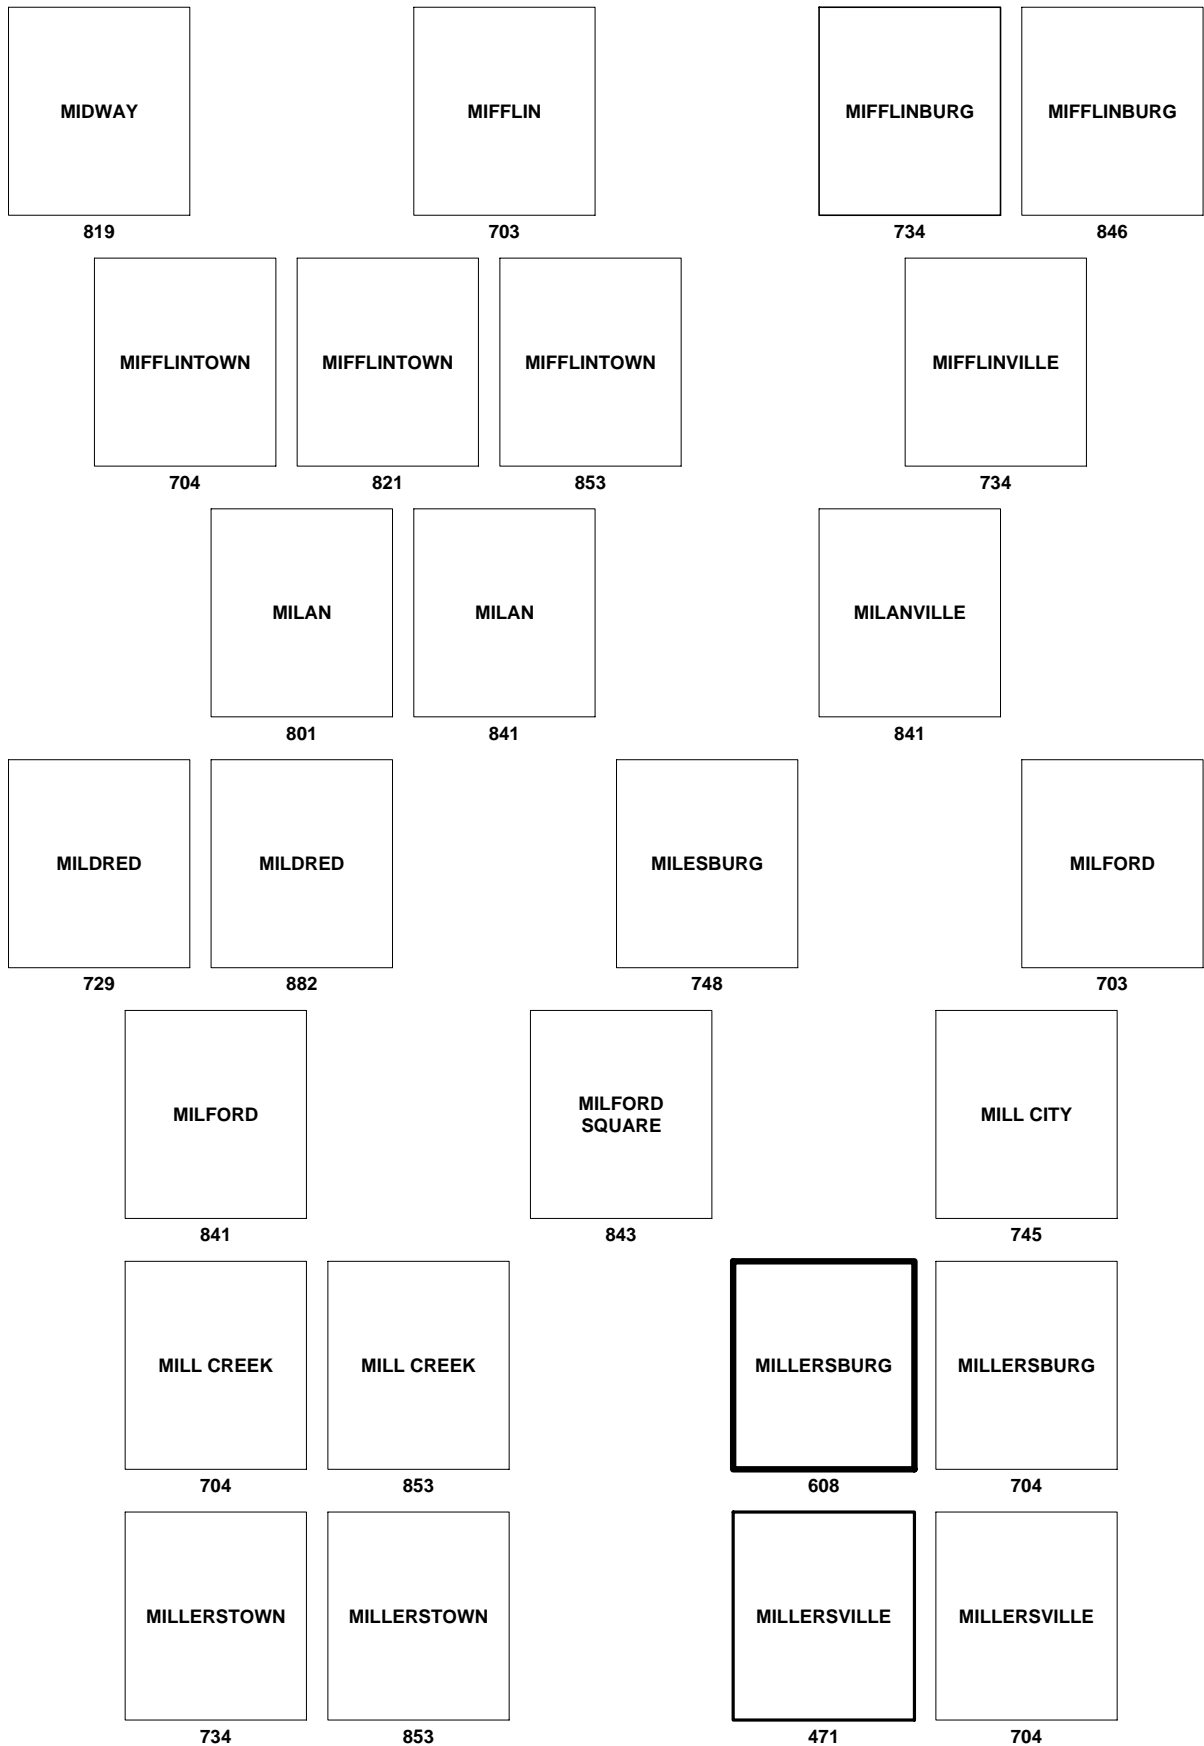 MIDWAY
MIFFLIN
MIFFLINBURG
MIFFLINBURG
819
703
734
846
MIFFLINTOWN
MIFFLINTOWN
MIFFLINTOWN
MIFFLINVILLE
704
821
853
734
MILAN
MILAN
MILANVILLE
801
841
841
MILDRED
MILDRED
MILESBURG
MILFORD
729
882
748
703
MILFORD
MILFORD
SQUARE
MILL CITY
841
843
745
MILL CREEK
MILL CREEK
MILLERSBURG
MILLERSBURG
704
853
608
704
MILLERSTOWN
MILLERSTOWN
MILLERSVILLE
MILLERSVILLE
734
853
471
704